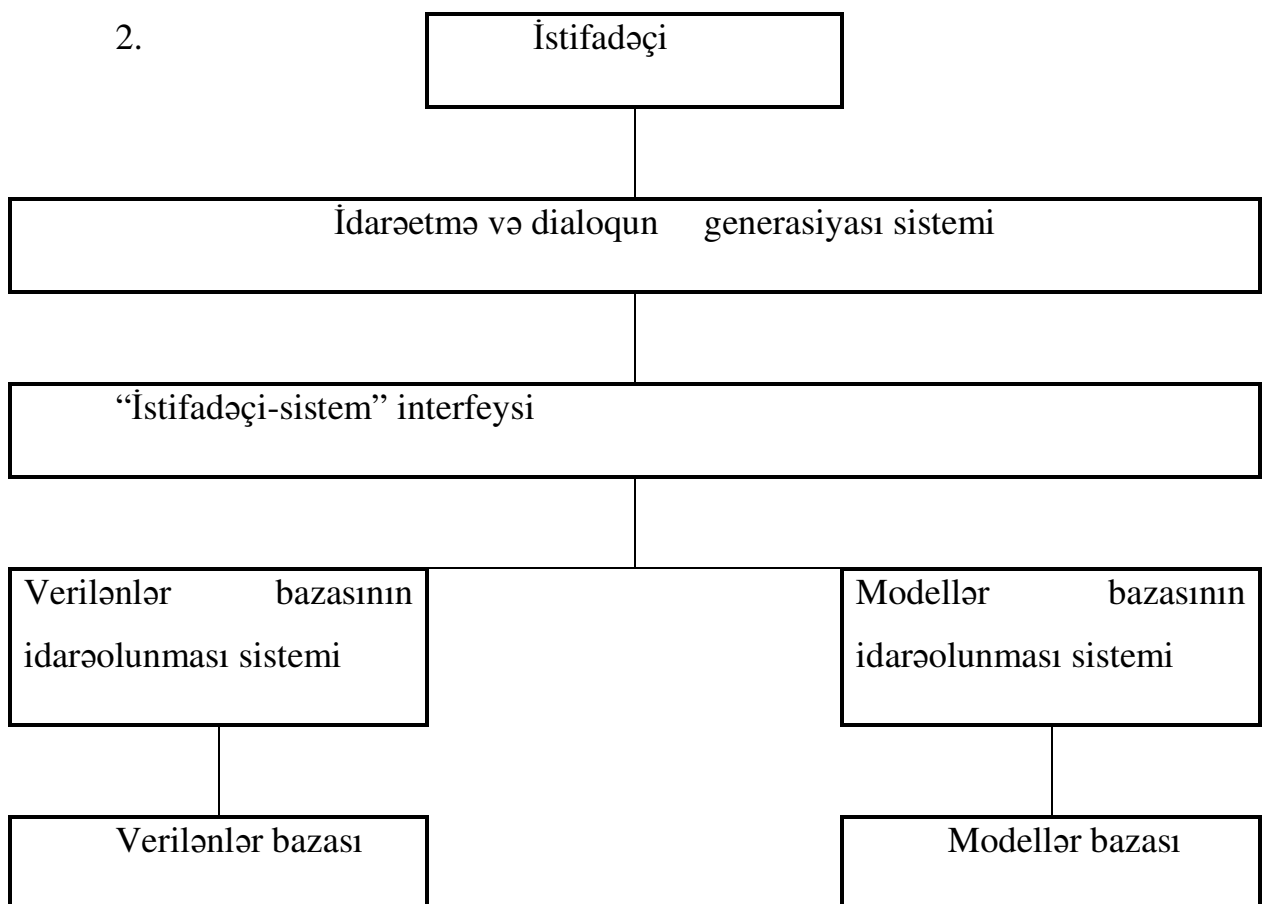 2.
İstifadəçi
İdarəetmə və dialoqun generasiyası sistemi
“İstifadəçi-sistem” interfeysi
Verilənlər bazasının
idarəolunması sistemi
Modellər bazasının
idarəolunması sistemi
Verilənlər bazası
Modellər bazası